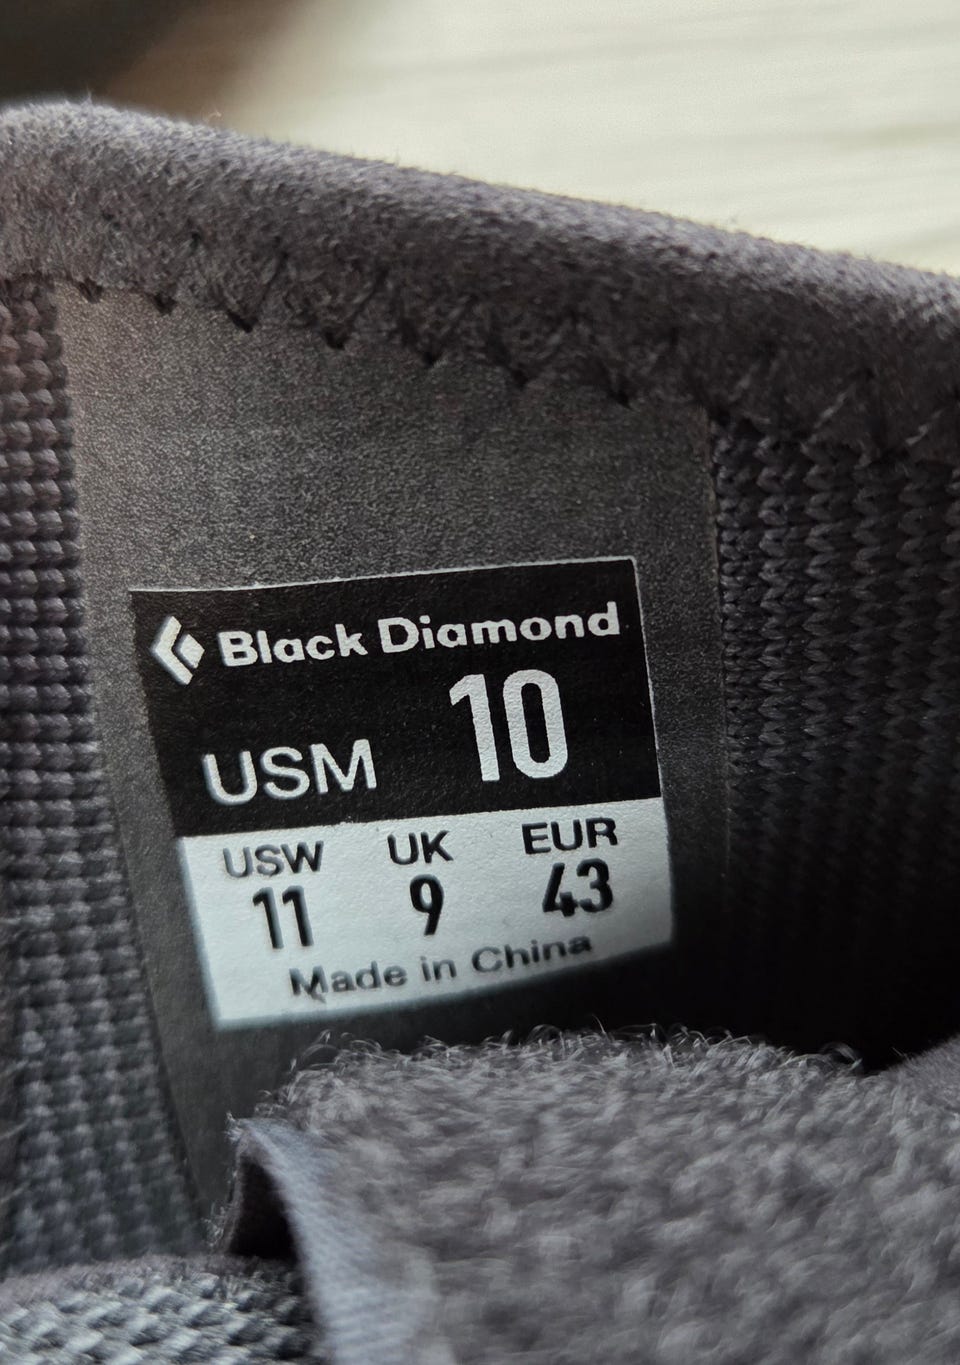 Black Diamond
USM 10
USW UK EUR
11 9 43
Made in China